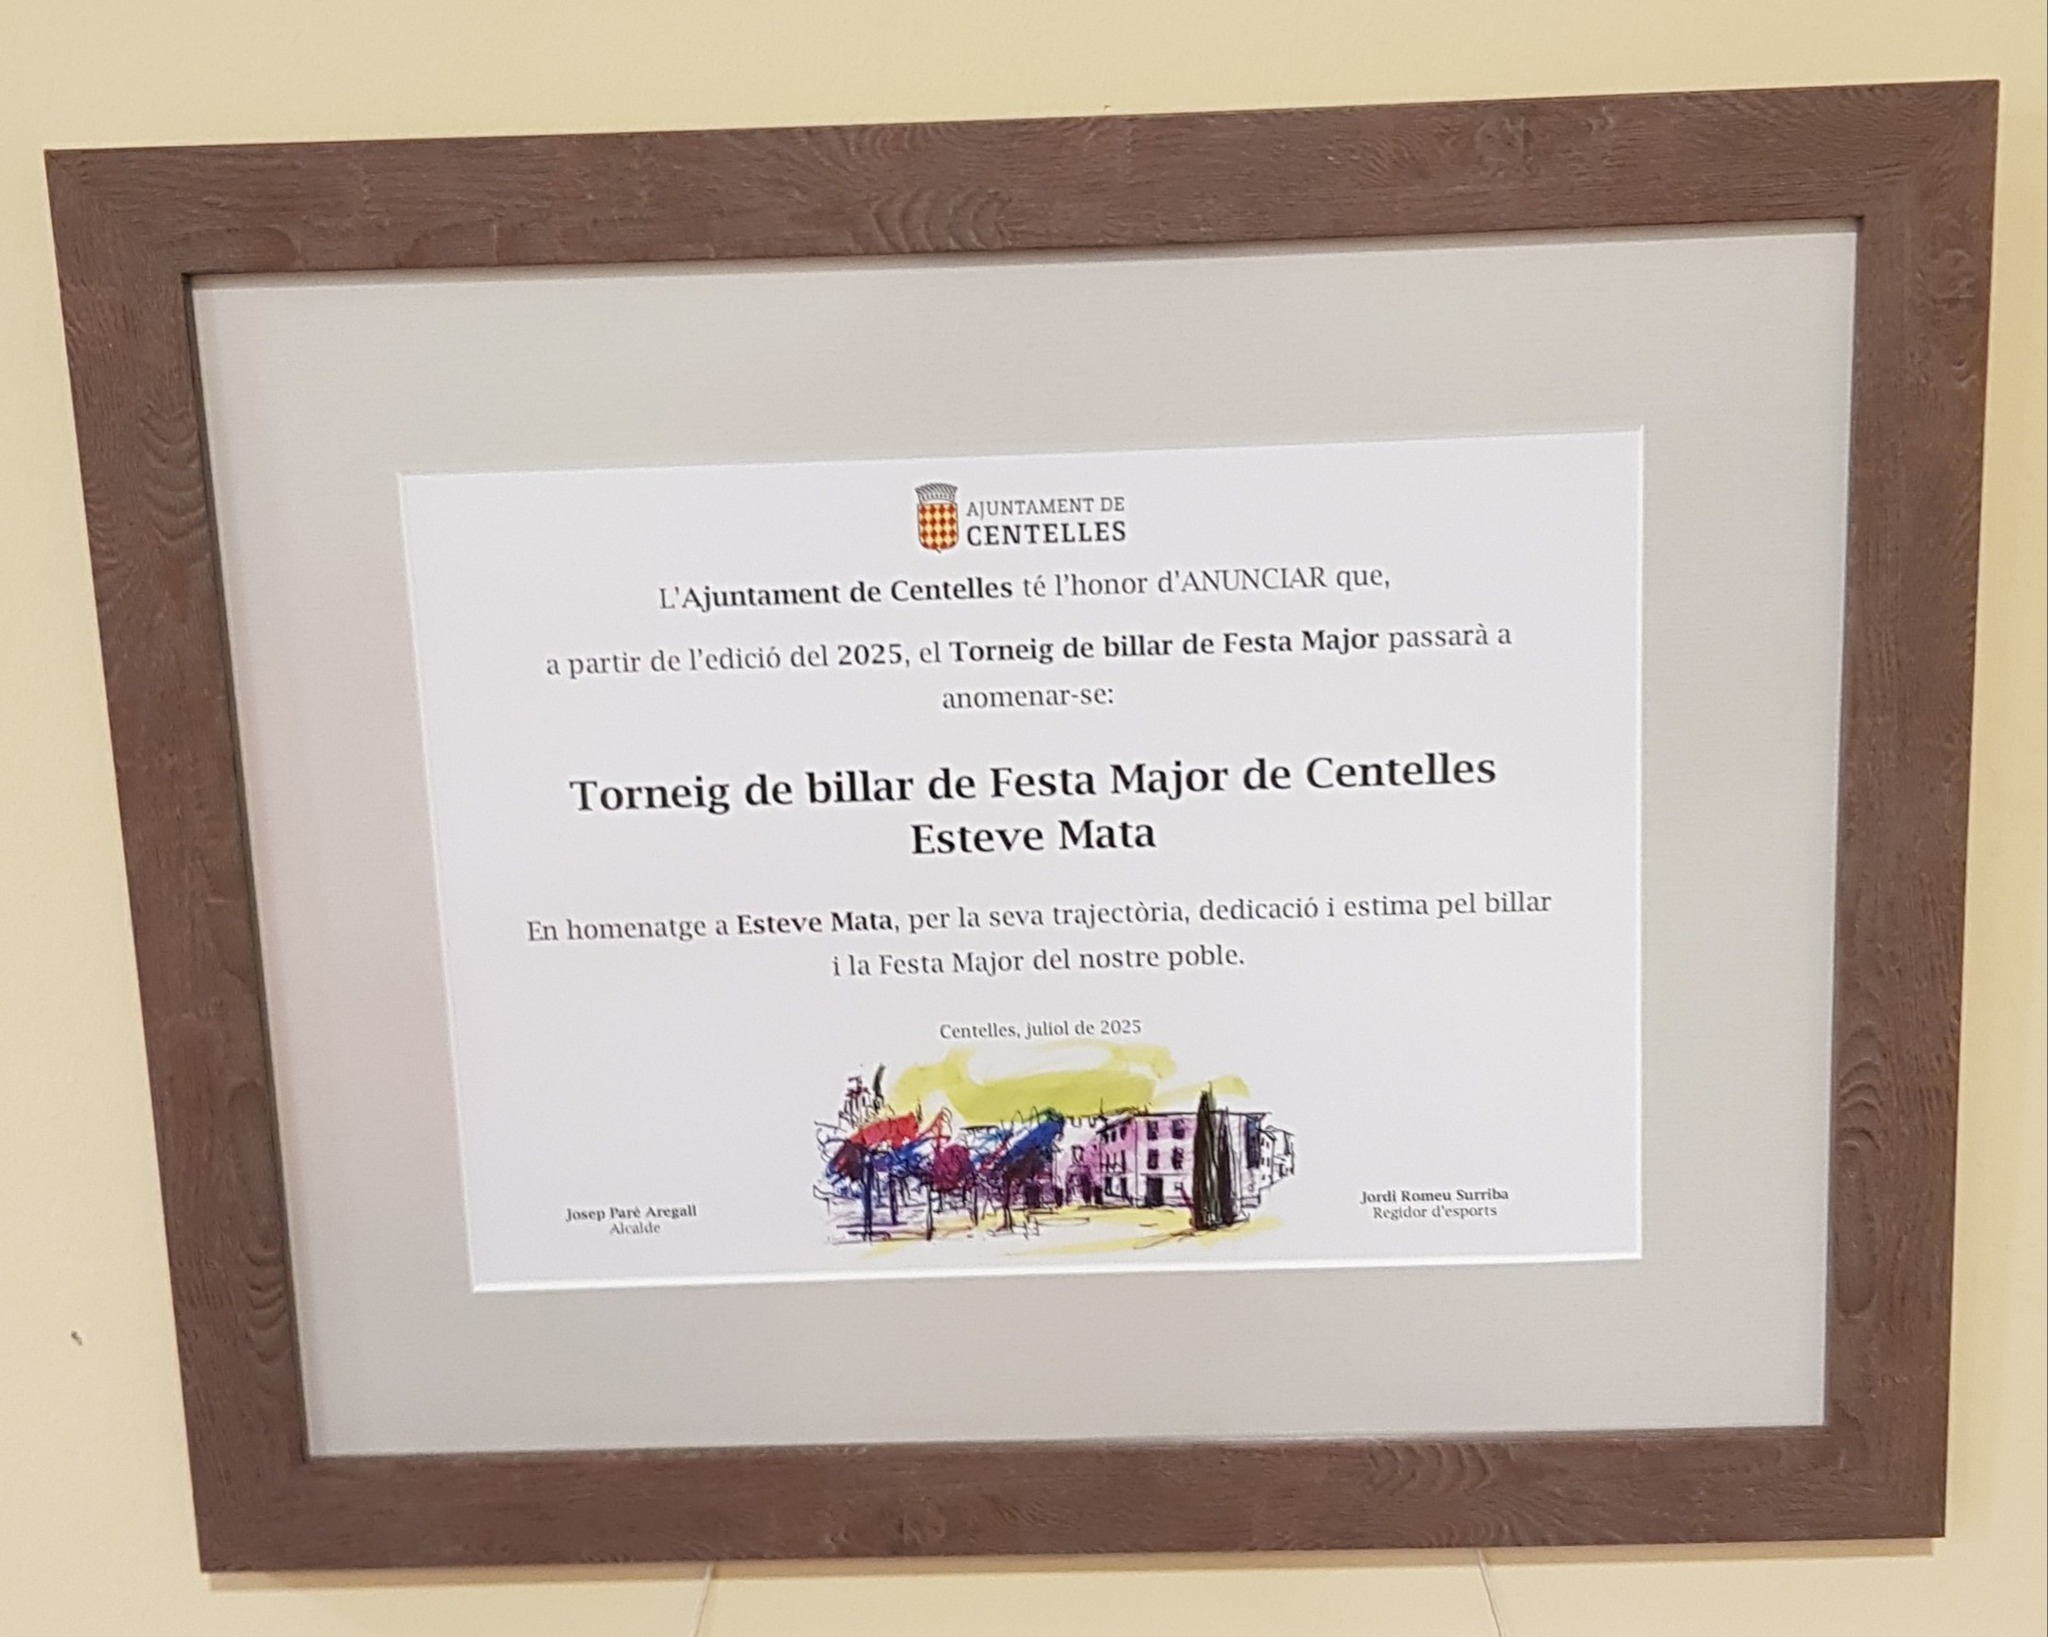 AJUNTAMENT DE
CENTELLES
L'Ajuntament de Centelles té l'honor d'ANUNCIAR que,
a partir de l'edició del 2025, el Torneig de billar de Festa Major passarà a
anomenar-se:
Torneig de billar de Festa Major de Centelles
Esteve Mata
En homenatge a Esteve Mata, per la seva trajectòria, dedicació i estima pel billar
i la Festa Major del nostre poble.
Centelles, juliol de 2025
Josep Paré Aregall
Alcalde
Jordi Romeu Surriba
Regidor d'esports